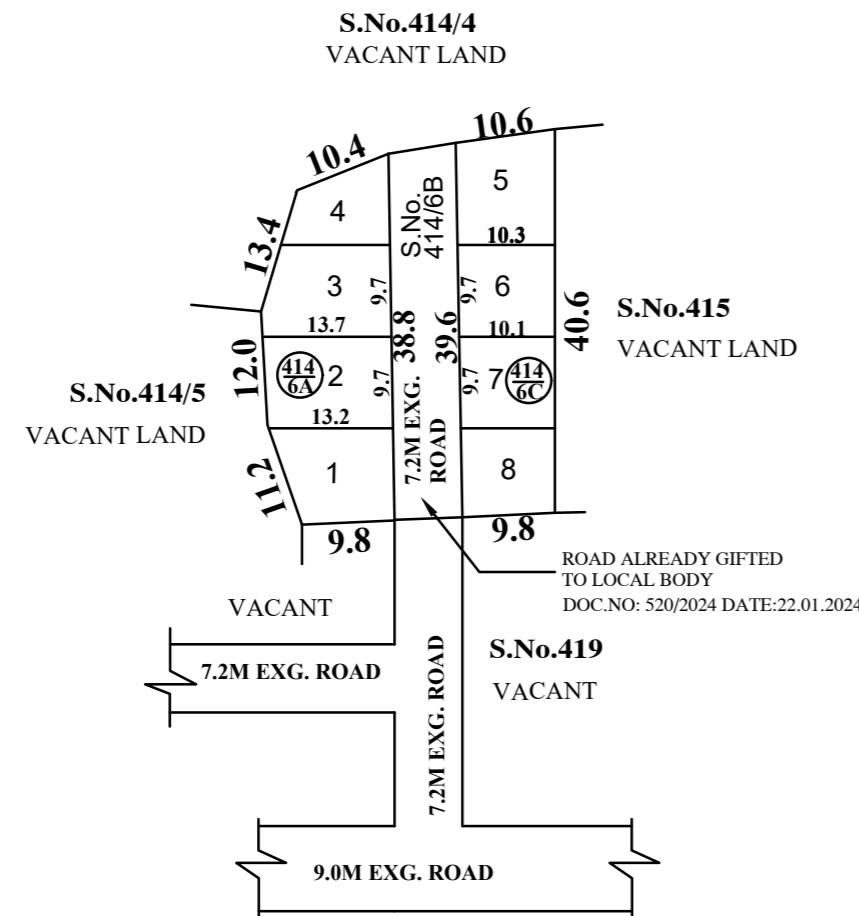 S.No.414/4
VACANT LAND
10.6
10.4
5
S.No.
414/6B
4
10.3
13.4
3
9.7
9.7
6
13.7
38.8
39.6
10.1
40.6
S.No.415
VACANT LAND
12.0
414
6A
2
9.7
9.7
7
414
6C
S.No.414/5
VACANT LAND
13.2
7.2M EXG.
ROAD
11.2
1
8
9.8
9.8
ROAD ALREADY GIFTED
TO LOCAL BODY
DOC.NO: 520/2024 DATE:22.01.2024
VACANT
7.2M EXG. ROAD
7.2M EXG. ROAD
S.No.419
VACANT
9.0M EXG. ROAD